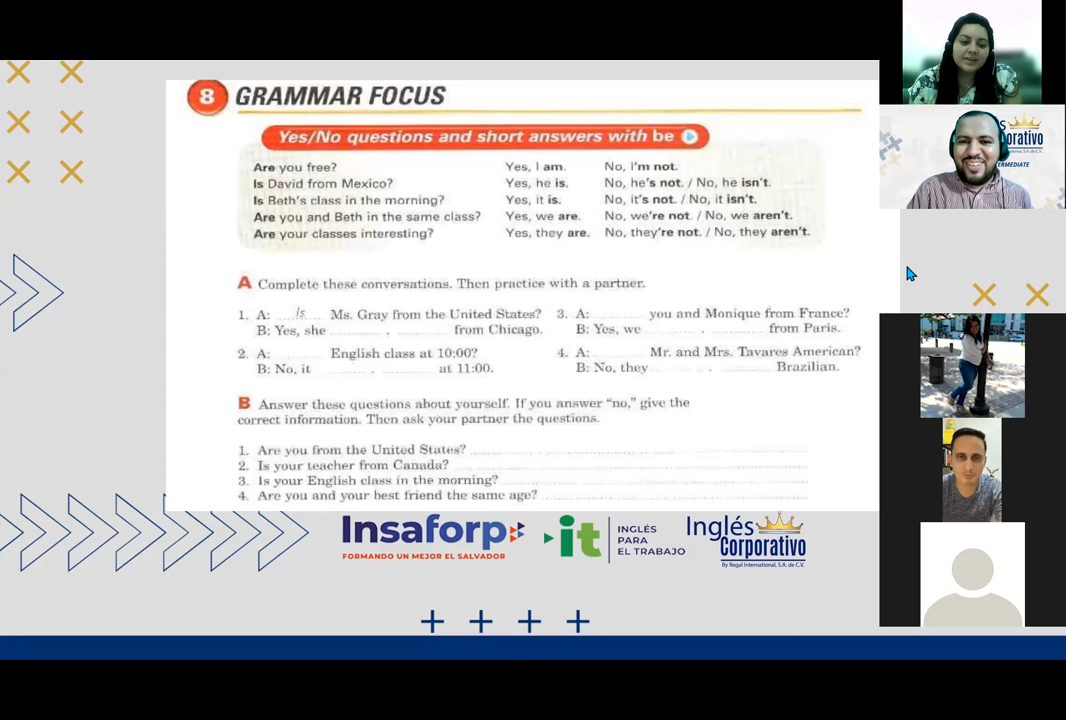 8 GRAMMAR FOCUS
Yes/No questions and short answers with be
Are you free? Yes, I am. No, I'm not.
Is David from Mexico? Yes, he is. No, he's not. / No, he isn't.
Is Beth's class in the morning? Yes, it is. No, it's not. / No, it isn't.
Are you and Beth in the same class? Yes, we are. No, we're not. / No, we aren't.
Are your classes interesting? Yes, they are. No, they're not. / No, they aren't.
A Complete these conversations. Then practice with a partner.
1. A: Is Ms. Gray from the United States?
B: Yes, she ........ . ........ from Chicago.
2. A: ........ English class at 10:00?
B: No, it ........ . ........ at 11:00.
3. A: ........ you and Monique from France?
B: Yes, we ........ . ........ from Paris.
4. A: ........ Mr. and Mrs. Tavares American?
B: No, they ........ . ........ Brazilian.
B Answer these questions about yourself. If you answer "no," give the
correct information. Then ask your partner the questions.
1. Are you from the United States?
2. Is your teacher from Canada?
3. Is your English class in the morning?
4. Are you and your best friend the same age?
Insaforp
FORMANDO UN MEJOR EL SALVADOR
it
INGLÉS
PARA
EL TRABAJO
Inglés
Corporativo
By Regal International, S.A. de C.V.